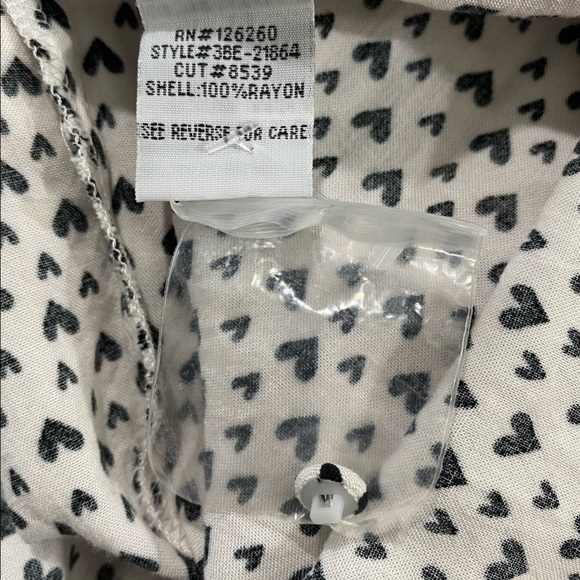 RN#126260
STYLE#3BE-21864
CUT#8539
SHELL:100%RAYON
SEE REVERSE FOR CARE